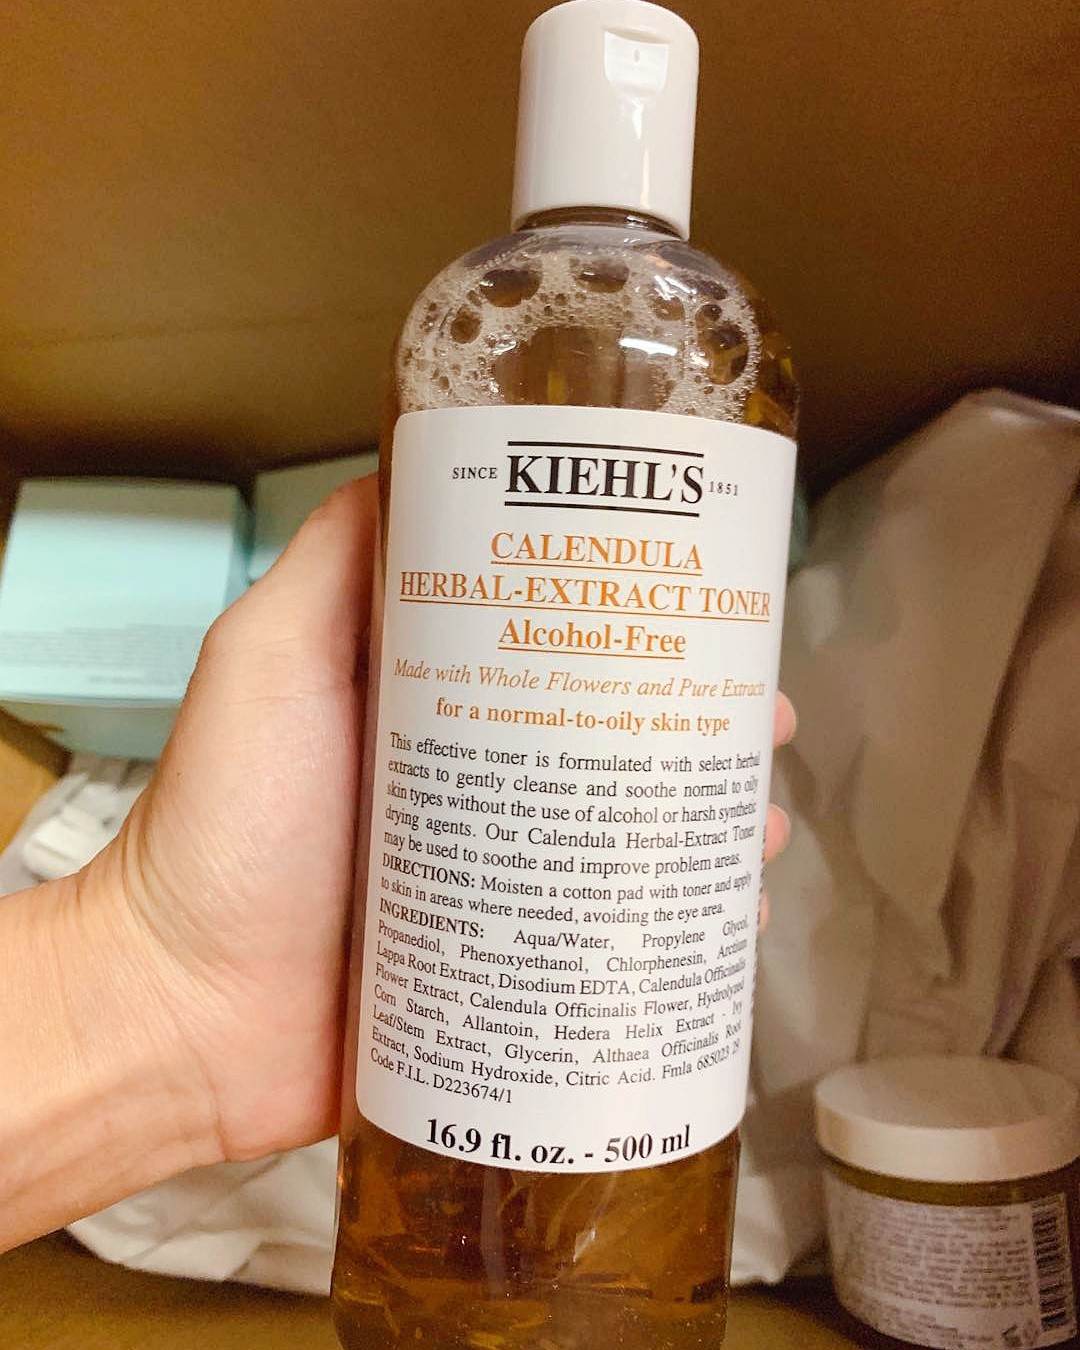 SINCE KIEHL'S 1851
CALENDULA
HERBAL-EXTRACT TONER
Alcohol-Free
Made with Whole Flowers and Pure Extracts
for a normal-to-oily skin type
This effective toner is formulated with select herbal
extracts to gently cleanse and soothe normal to oily
skin types without the use of alcohol or harsh synthetic
drying agents. Our Calendula Herbal-Extract Toner
may be used to soothe and improve problem areas.
DIRECTIONS: Moisten a cotton pad with toner and apply
to skin in areas where needed, avoiding the eye area.
INGREDIENTS: Aqua/Water, Propylene Glycol,
Propanediol, Phenoxyethanol, Chlorphenesin, Arctium
Lappa Root Extract, Disodium EDTA, Calendula Officinalis
Flower Extract, Calendula Officinalis Flower, Hydrolyzed
Corn Starch, Allantoin, Hedera Helix Extract - Ivy
Leaf/Stem Extract, Glycerin, Althaea Officinalis Root
Extract, Sodium Hydroxide, Citric Acid. Fmla 685023 29
Code F.I.L. D223674/1
16.9 fl. oz. - 500 ml